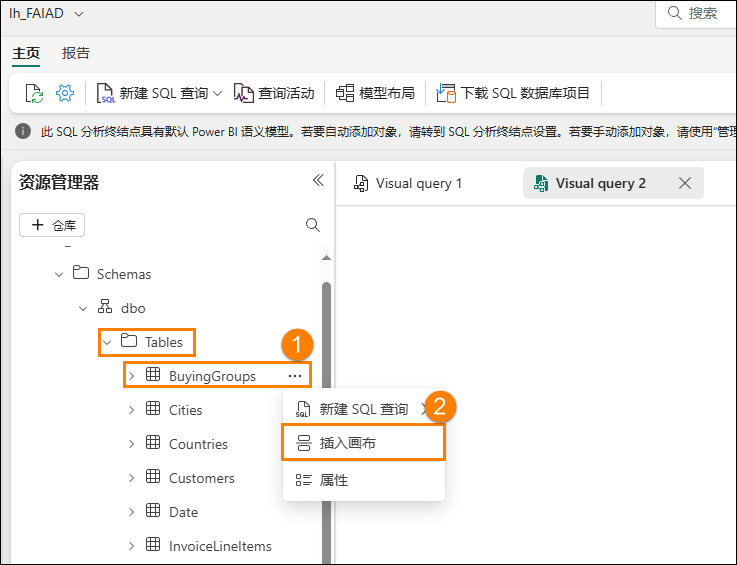 lh_FAIAD
搜索
主页 报告
新建 SQL 查询 查询活动 模型布局 下载 SQL 数据库项目
此 SQL 分析终结点具有默认 Power BI 语义模型。若要自动添加对象，请转到 SQL 分析终结点设置。若要手动添加对象，请使用“管理
资源管理器
Visual query 1 Visual query 2
+ 仓库
Schemas
dbo
Tables
1
BuyingGroups ...
Cities
新建 SQL 查询
2
Countries
插入画布
Customers
属性
Date
InvoiceLineItems